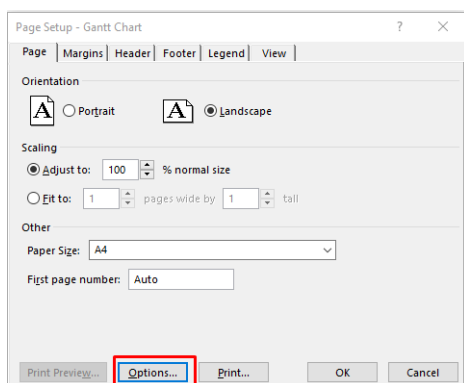 Page Setup - Gantt Chart ? ×
Page Margins Header Footer Legend View
Orientation
A Portrait A Landscape
Scaling
Adjust to: 100 % normal size
Fit to: 1 pages wide by 1 tall
Other
Paper Size: A4
First page number: Auto
Print Preview... Options... Print... OK Cancel